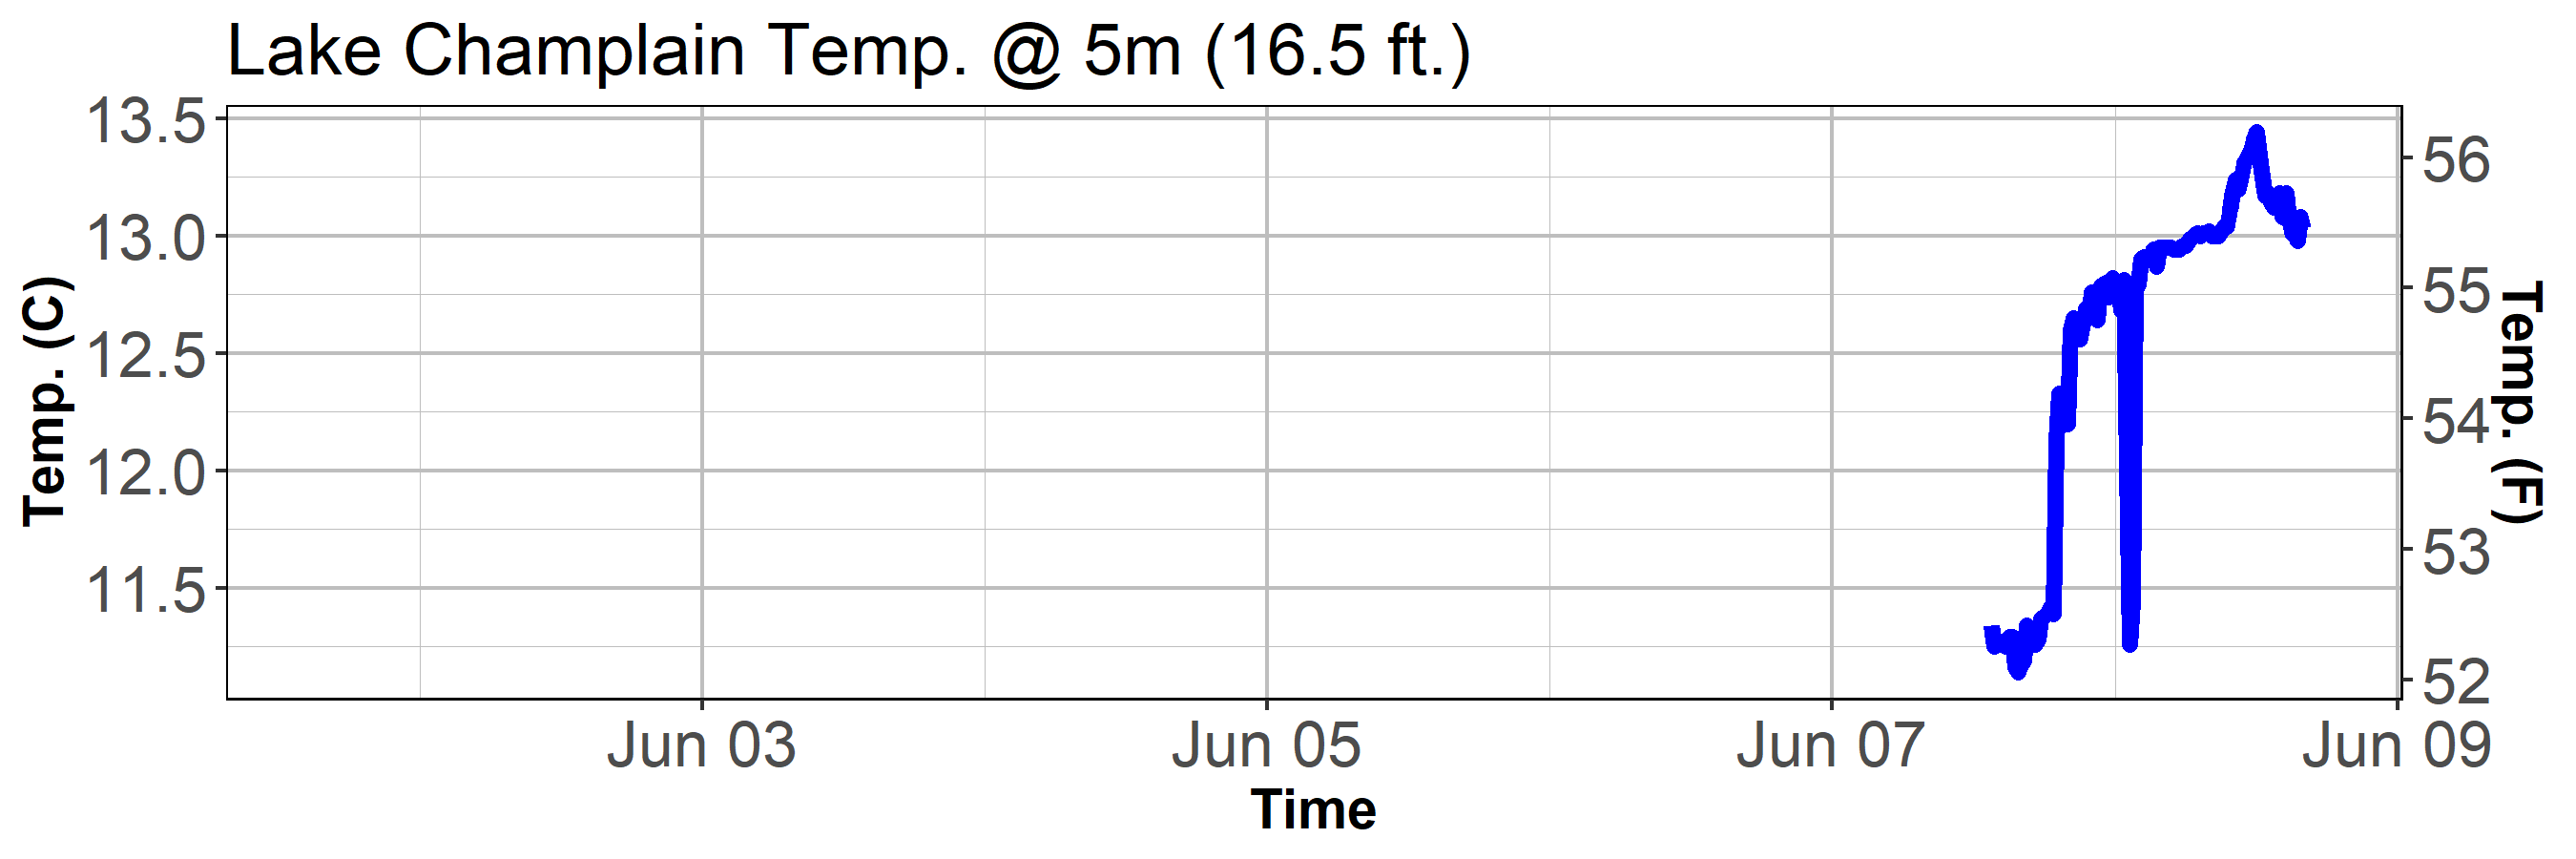 Lake Champlain Temp. @ 5m (16.5 ft.)
13.5
13.0
12.5
12.0
11.5
Temp. (C)
56
55
54
53
52
Temp. (F)
Jun 03 Jun 05 Jun 07 Jun 09
Time